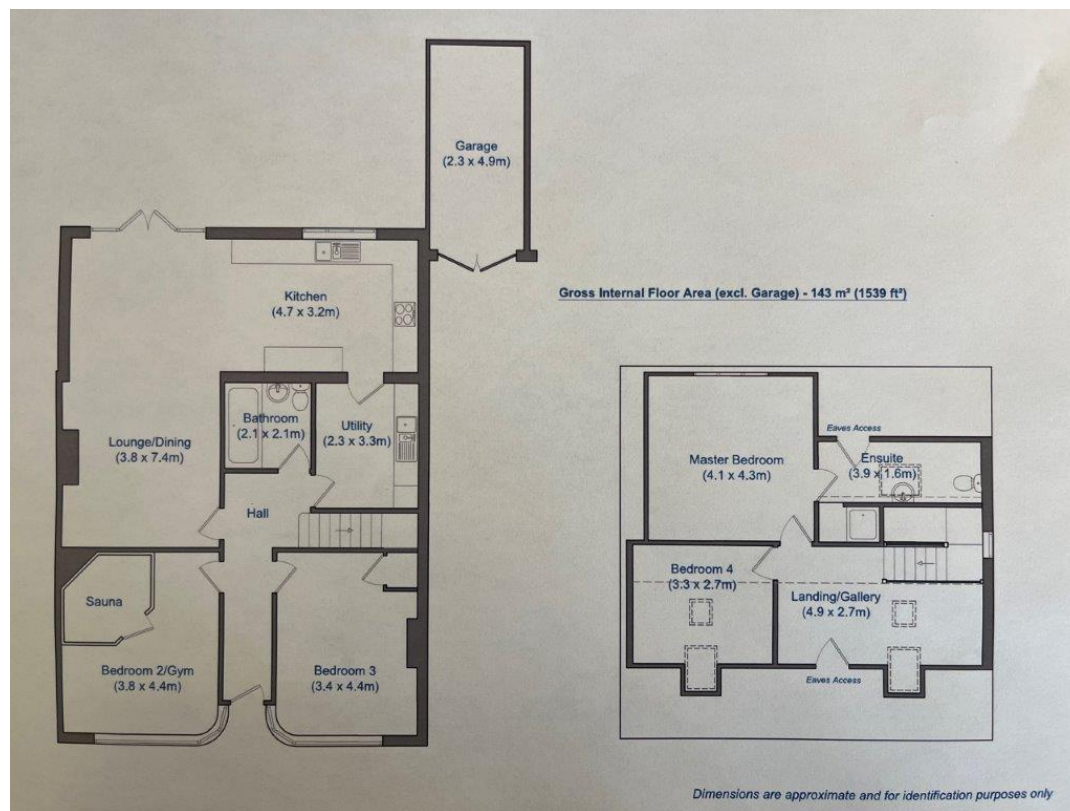 Garage
(2.3 x 4.9m)
Kitchen
(4.7 x 3.2m)
Gross Internal Floor Area (excl. Garage) - 143 m² (1539 ft²)
Bathroom
(2.1 x 2.1m)
Utility
(2.3 x 3.3m)
Lounge/Dining
(3.8 x 7.4m)
Hall
Sauna
Bedroom 2/Gym
(3.8 x 4.4m)
Bedroom 3
(3.4 x 4.4m)
Eaves Access
Master Bedroom
(4.1 x 4.3m)
Ensuite
(3.9 x 1.6m)
Bedroom 4
(3.3 x 2.7m)
Landing/Gallery
(4.9 x 2.7m)
Eaves Access
Dimensions are approximate and for identification purposes only